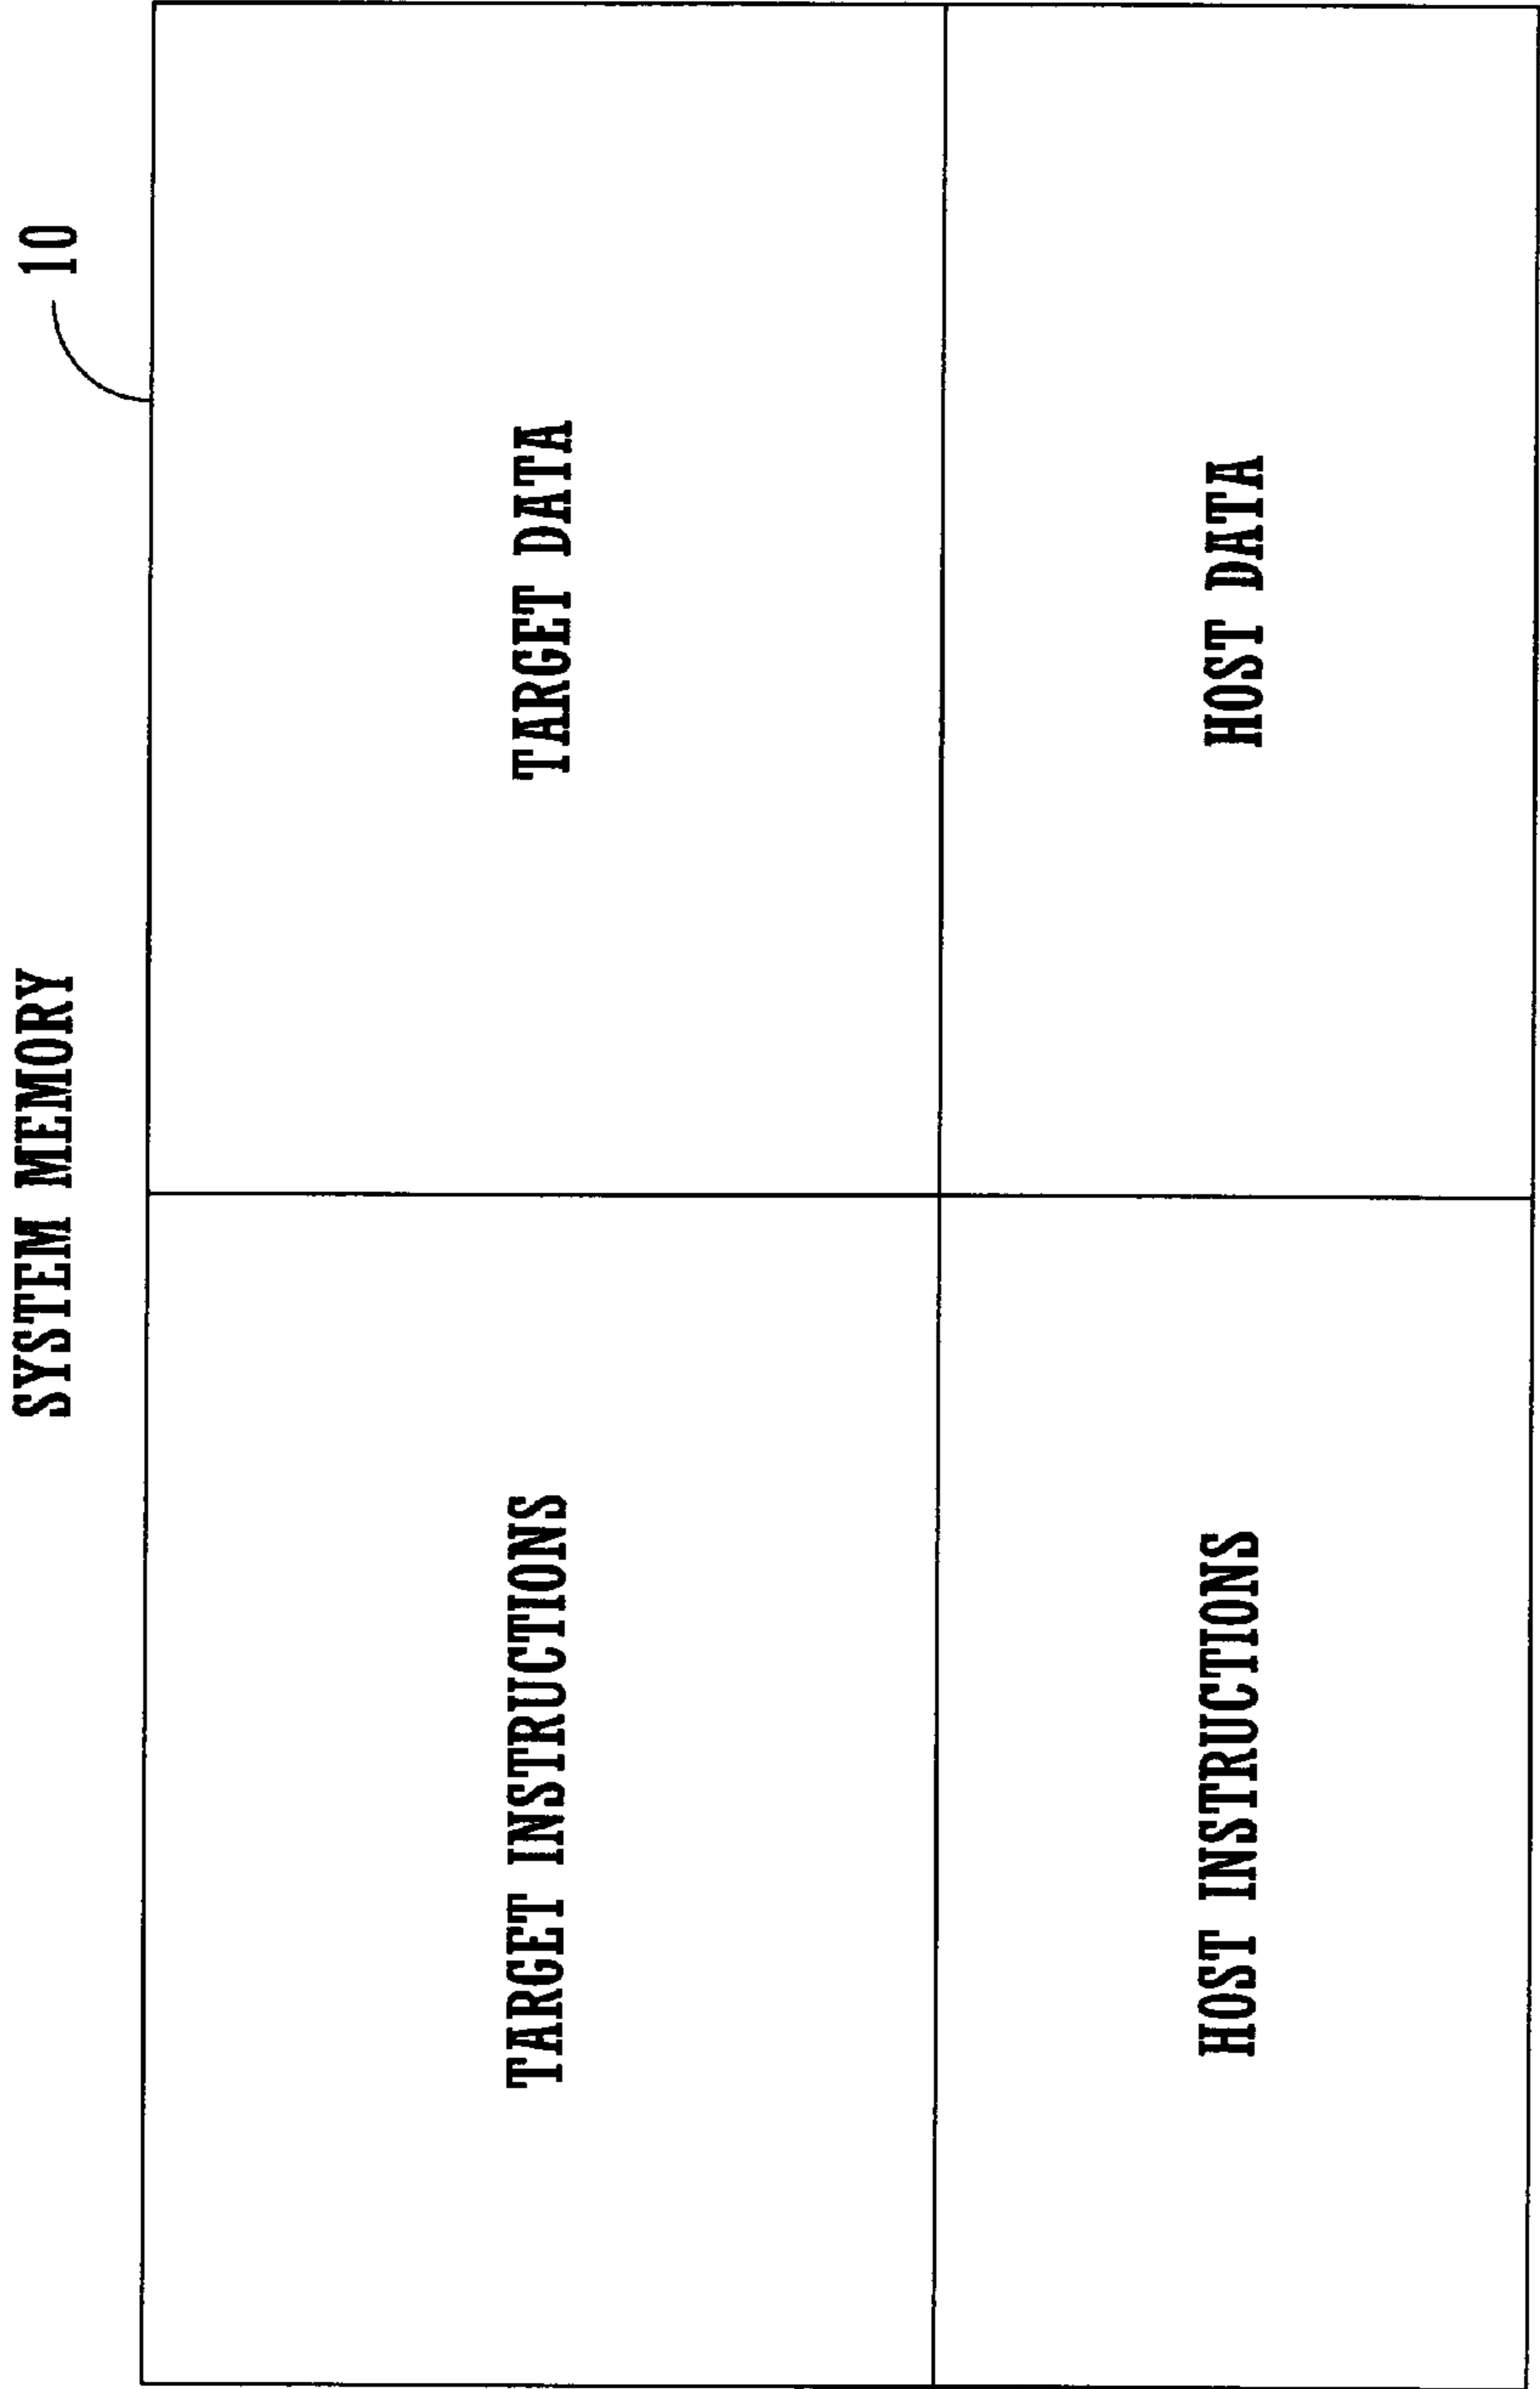 SYSTEM MEMORY
10
TARGET INSTRUCTIONS
TARGET DATA
HOST INSTRUCTIONS
HOST DATA